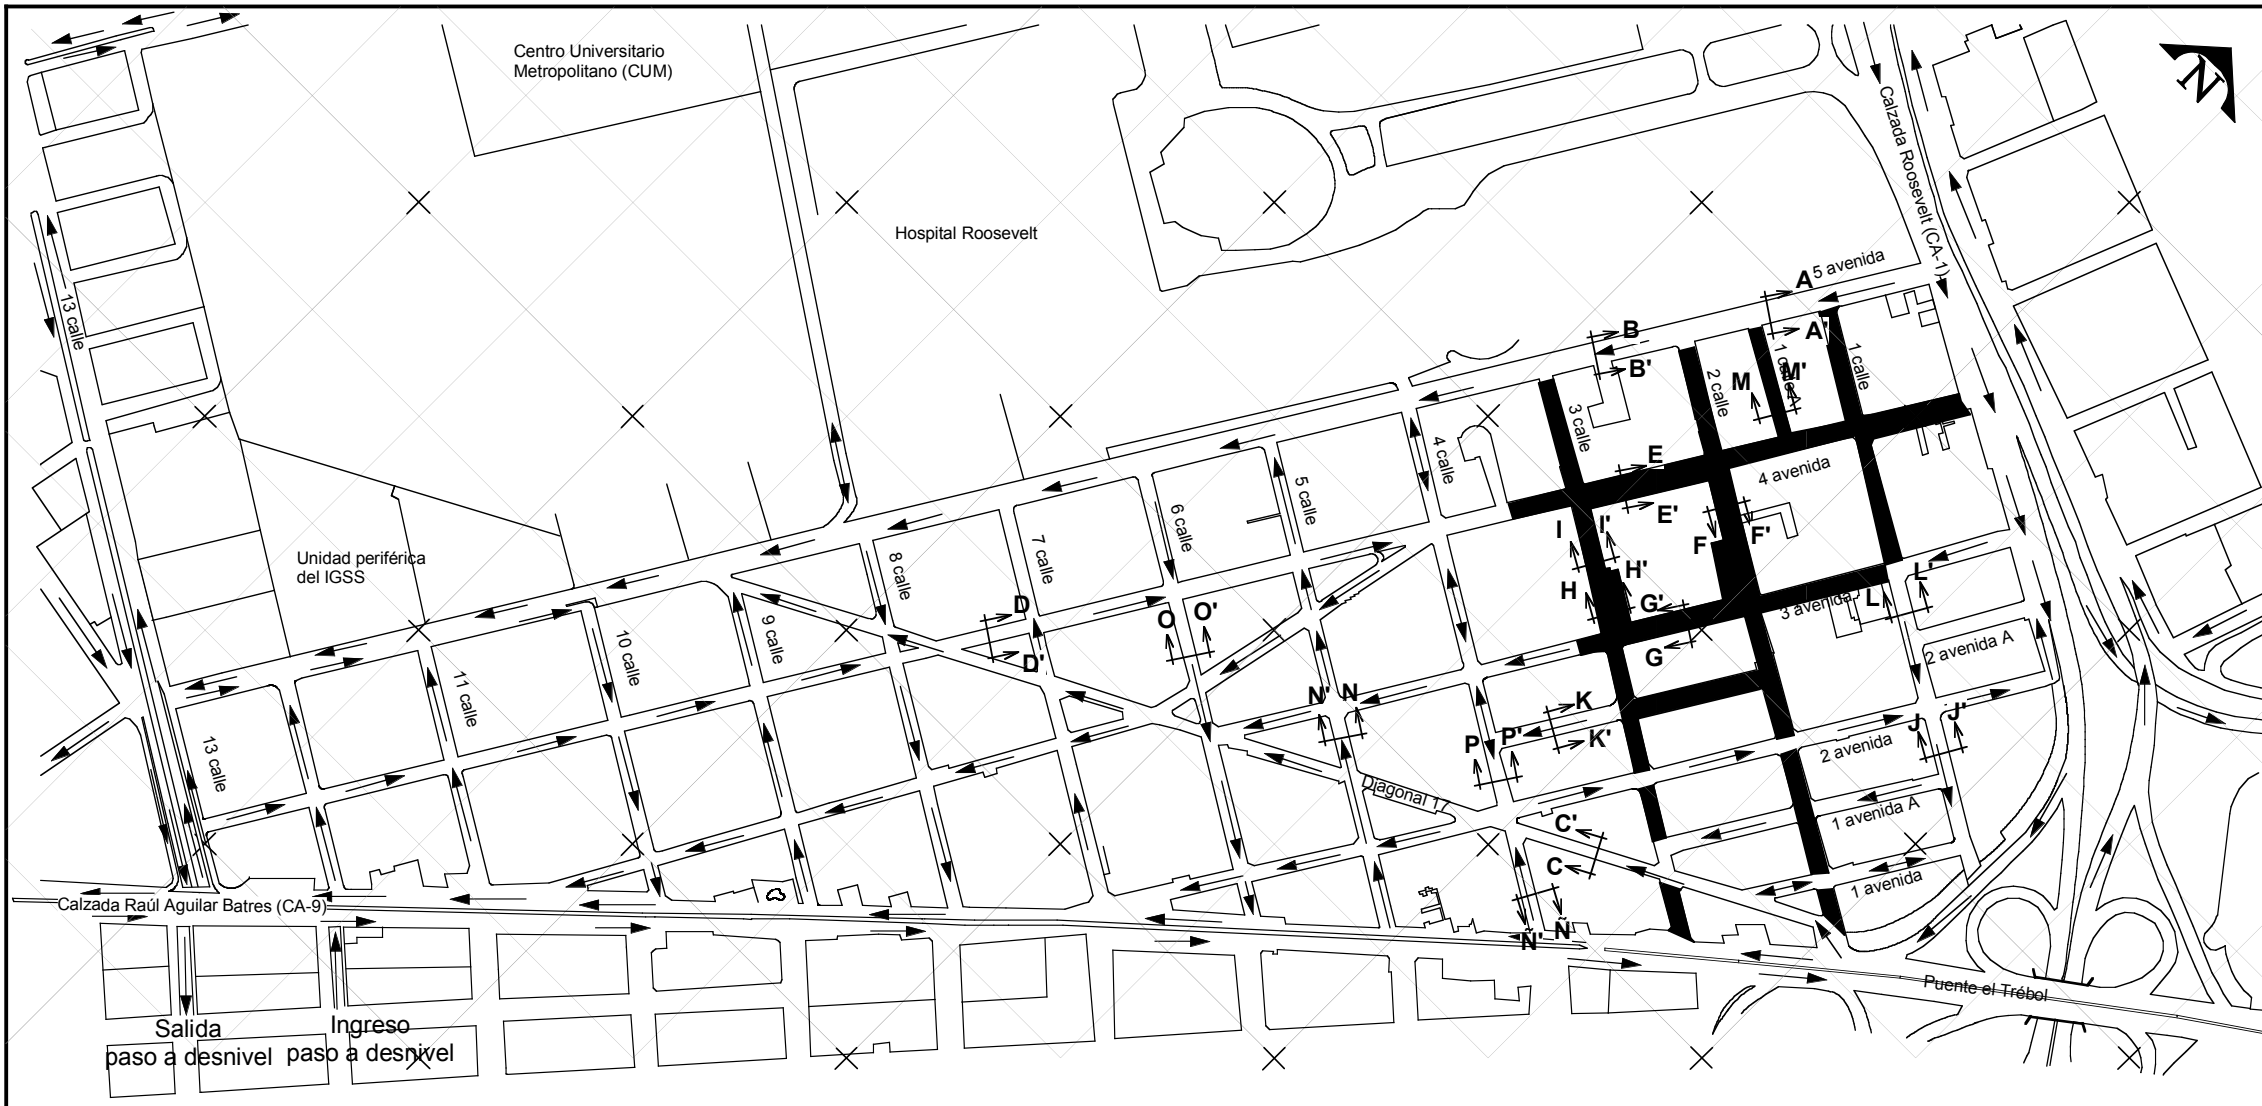 Centro Universitario
Metropolitano (CUM)
N
Calzada Roosevelt (CA-1)
Hospital Roosevelt
13 calle
A
5 avenida
B
A'
B'
1 calle A
1 calle
M
M'
2 calle
3 calle
4 calle
E
4 avenida
5 calle
E'
6 calle
I
I'
F
F'
7 calle
Unidad periférica
del IGSS
8 calle
H
H'
G'
L
L'
3 avenida
D
O
O'
9 calle
10 calle
D'
G
2 avenida A
11 calle
N'
N
K
K'
P
P'
J
J'
13 calle
2 avenida
Diagonal 17
C'
C
1 avenida A
1 avenida
Calzada Raúl Aguilar Batres (CA-9)
Ñ'
Ñ
Puente el Trébol
Salida
paso a desnivel
Ingreso
paso a desnivel